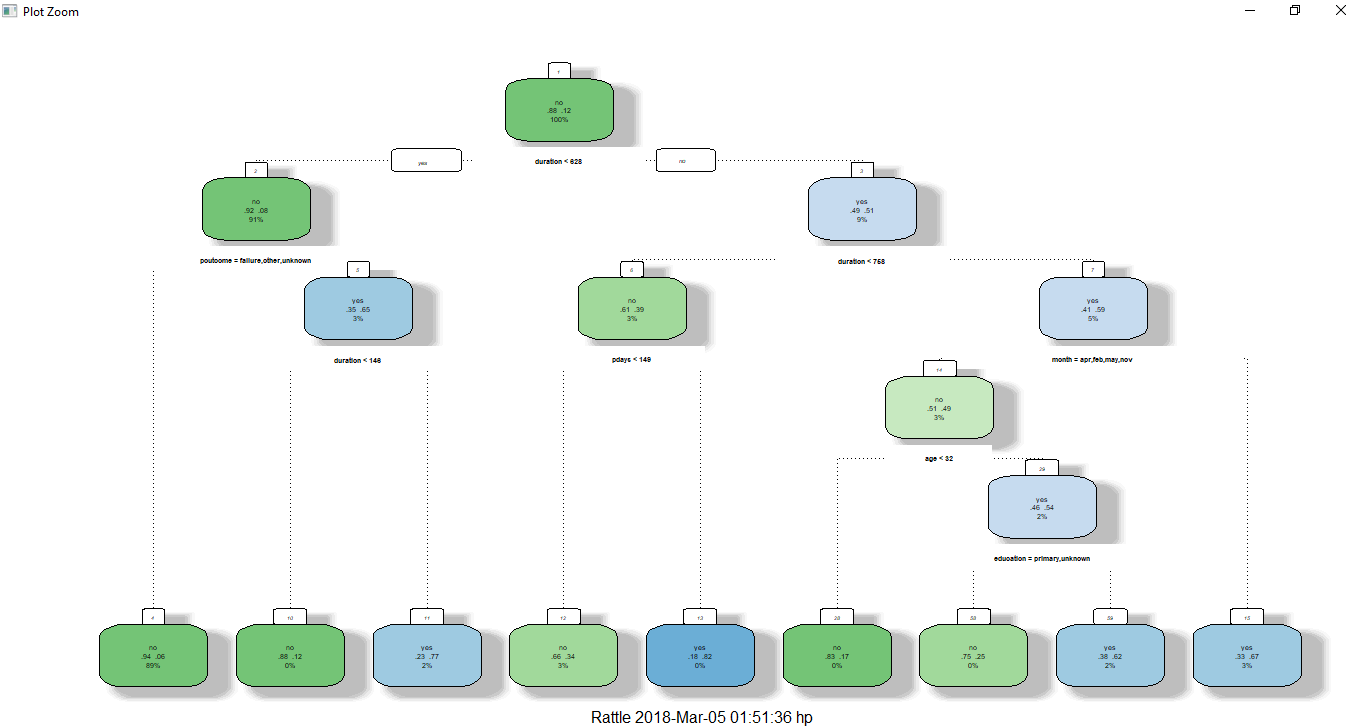 Plot Zoom
1
no
.88 .12
100%
yes
duration < 628
no
2
no
.92 .08
91%
3
yes
.49 .51
9%
poutcome = failure,other,unknown
duration < 758
5
yes
.35 .65
3%
6
no
.61 .39
3%
7
yes
.41 .59
5%
duration < 146
pdays < 149
month = apr,feb,may,nov
14
no
.51 .49
3%
age < 32
29
yes
.46 .54
2%
education = primary,unknown
4
no
.94 .06
89%
10
no
.88 .12
0%
11
yes
.23 .77
2%
12
no
.66 .34
3%
13
yes
.18 .82
0%
28
no
.83 .17
0%
58
no
.75 .25
0%
59
yes
.38 .62
2%
15
yes
.33 .67
3%
Rattle 2018-Mar-05 01:51:36 hp